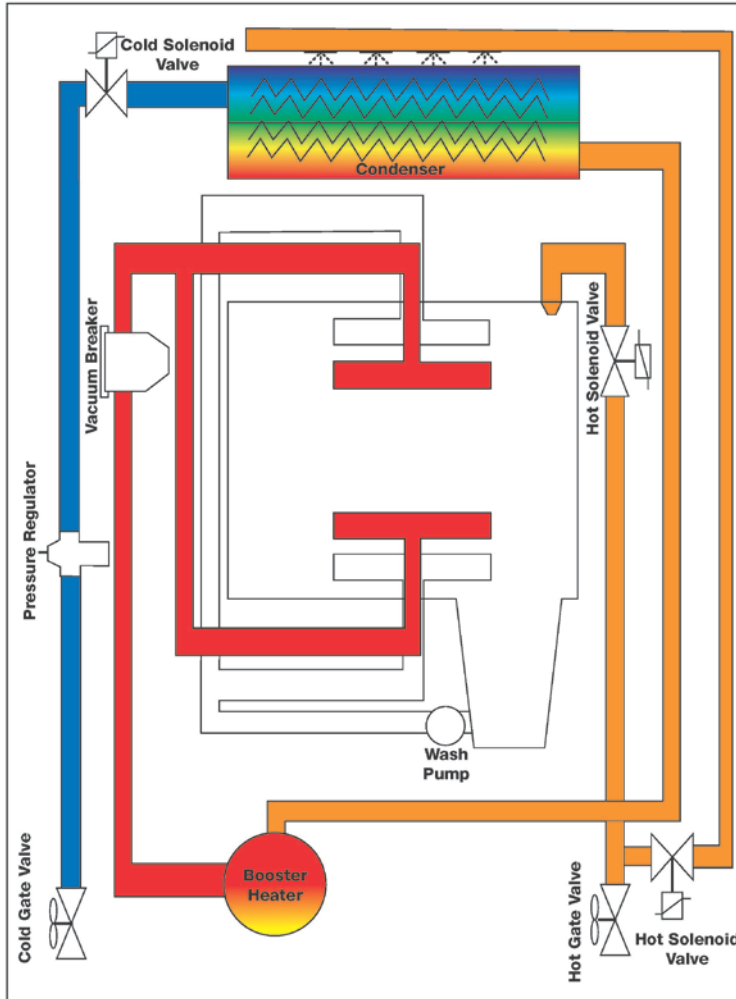 Cold Solenoid
Valve
Condenser
Vacuum Breaker
Hot Solenoid Valve
Pressure Regulator
Wash
Pump
Booster
Heater
Cold Gate Valve
Hot Gate Valve
Hot Solenoid
Valve